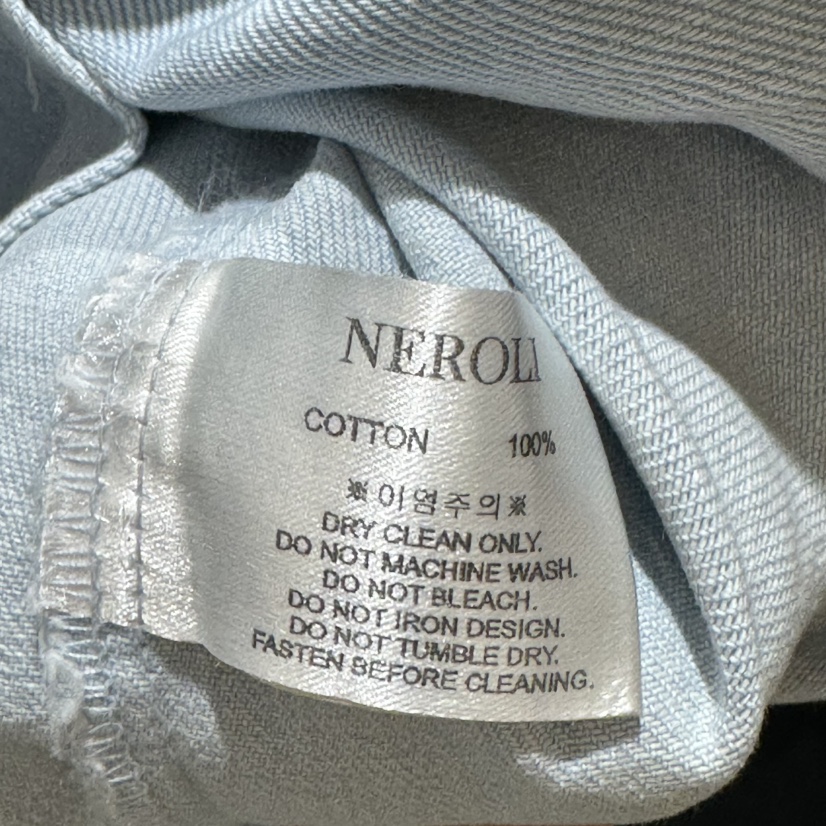 NEROLI
COTTON 100%
※이염주의※
DRY CLEAN ONLY.
DO NOT MACHINE WASH.
DO NOT BLEACH.
DO NOT IRON DESIGN.
DO NOT TUMBLE DRY.
FASTEN BEFORE CLEANING.